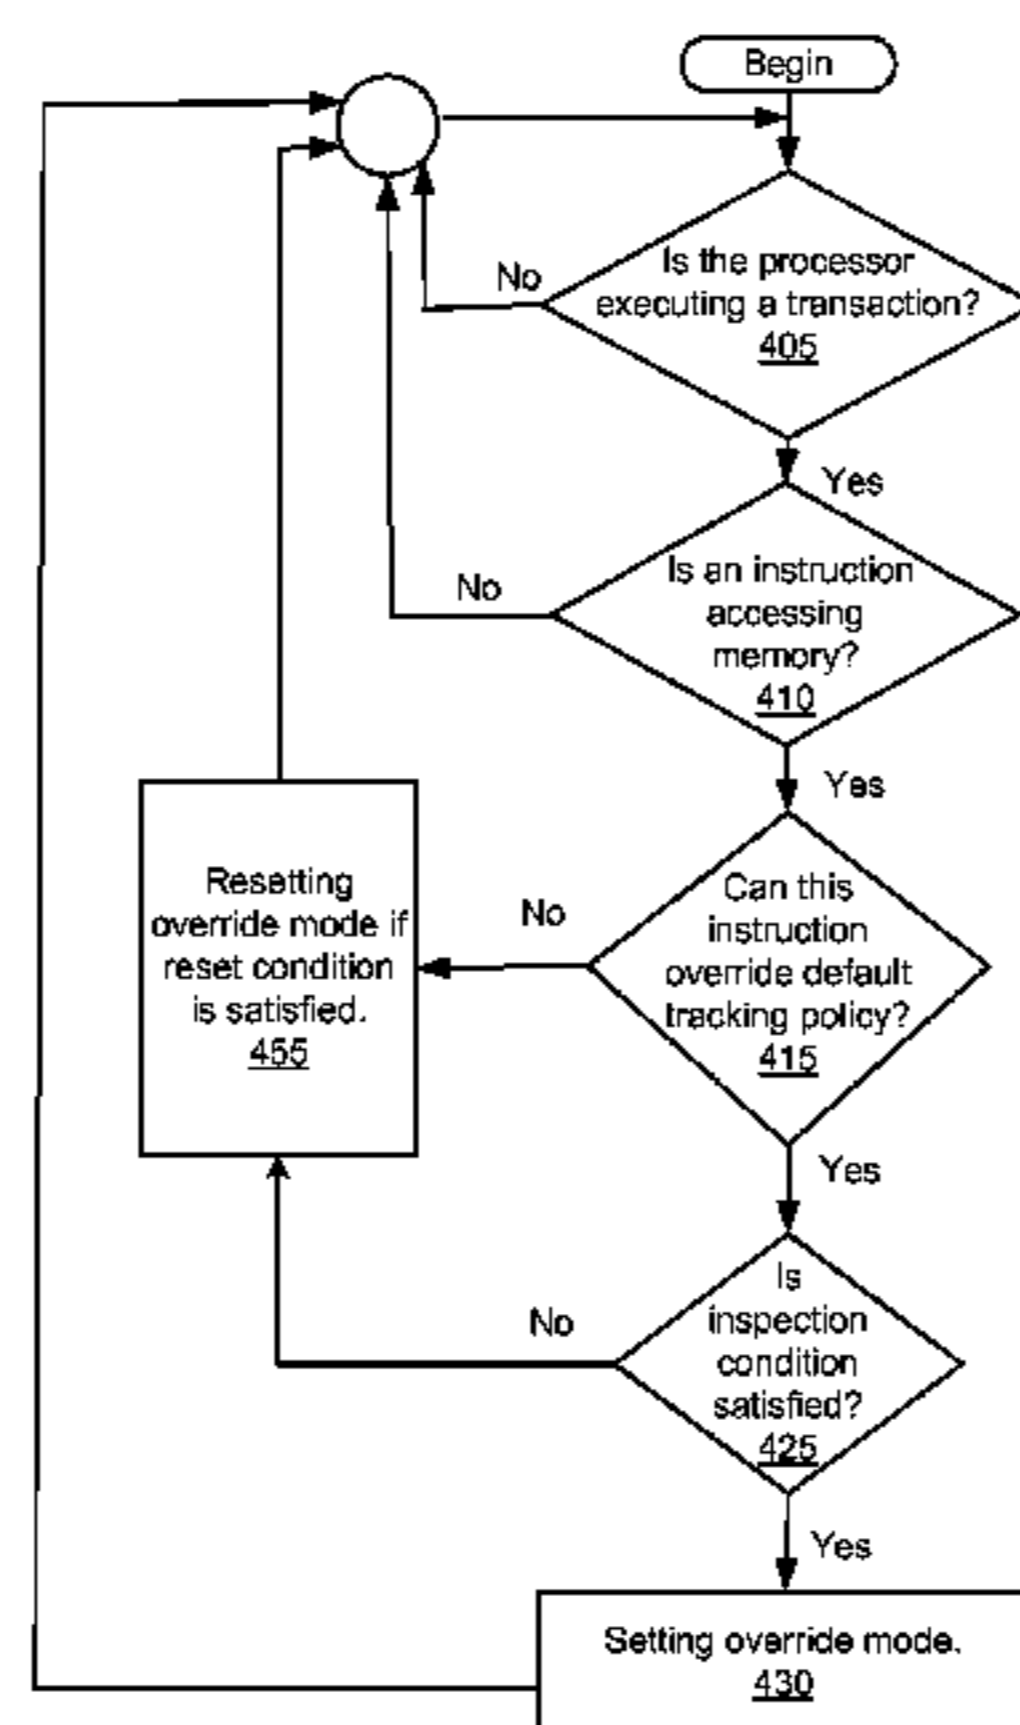 Begin
Is the processor
executing a transaction?
405
No
Yes
Is an instruction
accessing
memory?
410
No
Yes
Can this
instruction
override default
tracking policy?
415
No
Resetting
override mode if
reset condition
is satisfied.
455
Yes
Is
inspection
condition
satisfied?
425
No
Yes
Setting override mode.
430